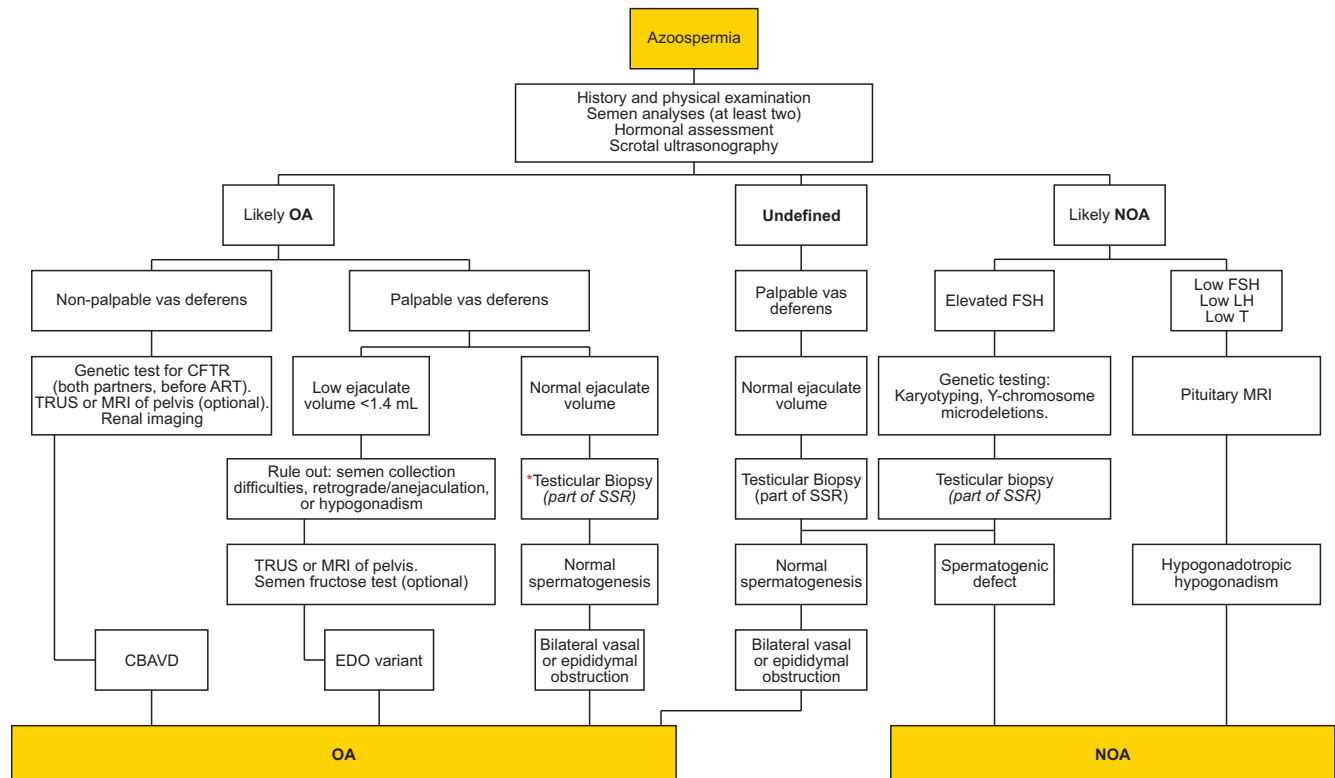 Azoospermia
History and physical examination
Semen analyses (at least two)
Hormonal assessment
Scrotal ultrasonography
Likely OA
Undefined
Likely NOA
Non-palpable vas deferens
Palpable vas deferens
Palpable vas
deferens
Elevated FSH
Low FSH
Low LH
Low T
Genetic test for CFTR
(both partners, before ART).
TRUS or MRI of pelvis (optional).
Renal imaging
Low ejaculate
volume <1.4 mL
Normal ejaculate
volume
Normal ejaculate
volume
Genetic testing:
Karyotyping, Y-chromosome
microdeletions.
Pituitary MRI
Rule out: semen collection
difficulties, retrograde/anejaculation,
or hypogonadism
*Testicular Biopsy
(part of SSR)
Testicular Biopsy
(part of SSR)
Testicular biopsy
(part of SSR)
TRUS or MRI of pelvis.
Semen fructose test (optional)
Normal
spermatogenesis
Normal
spermatogenesis
Spermatogenic
defect
Hypogonadotropic
hypogonadism
CBAVD
EDO variant
Bilateral vasal
or epididymal
obstruction
Bilateral vasal
or epididymal
obstruction
OA
NOA